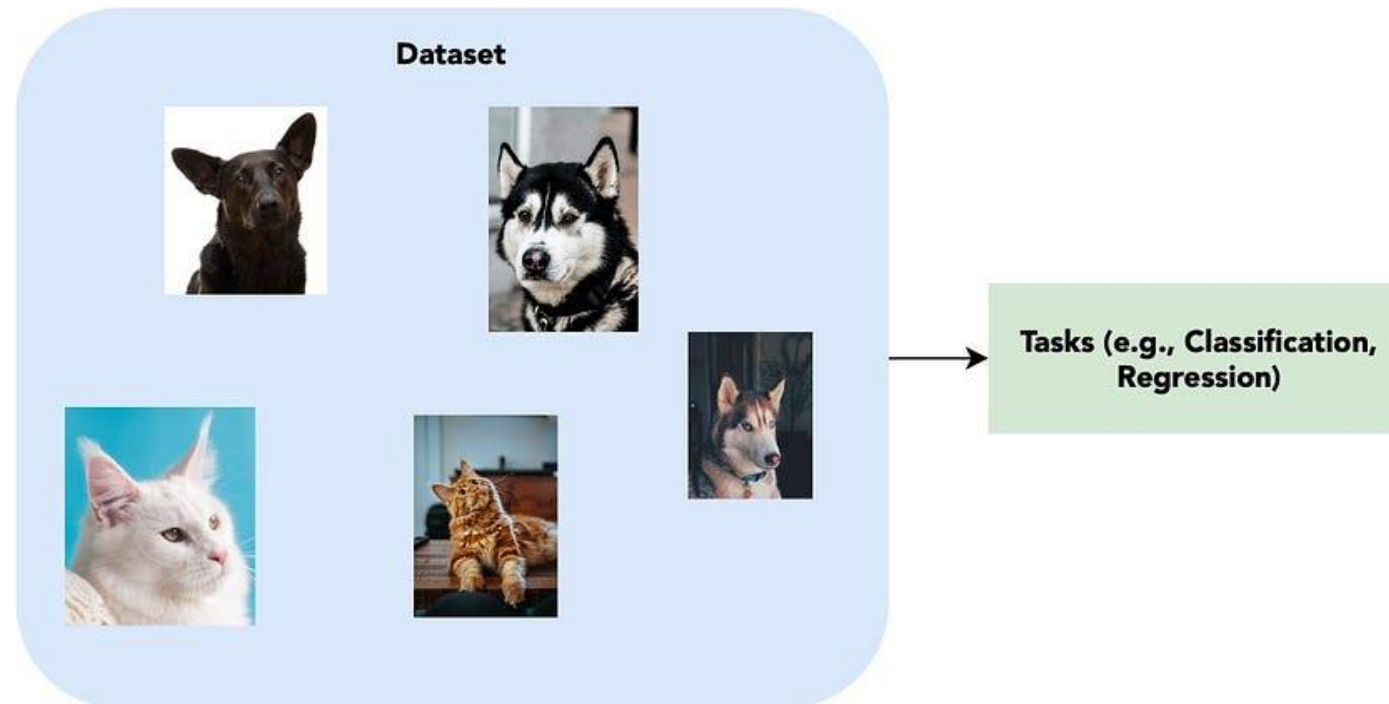 Dataset
Tasks (e.g., Classification,
Regression)